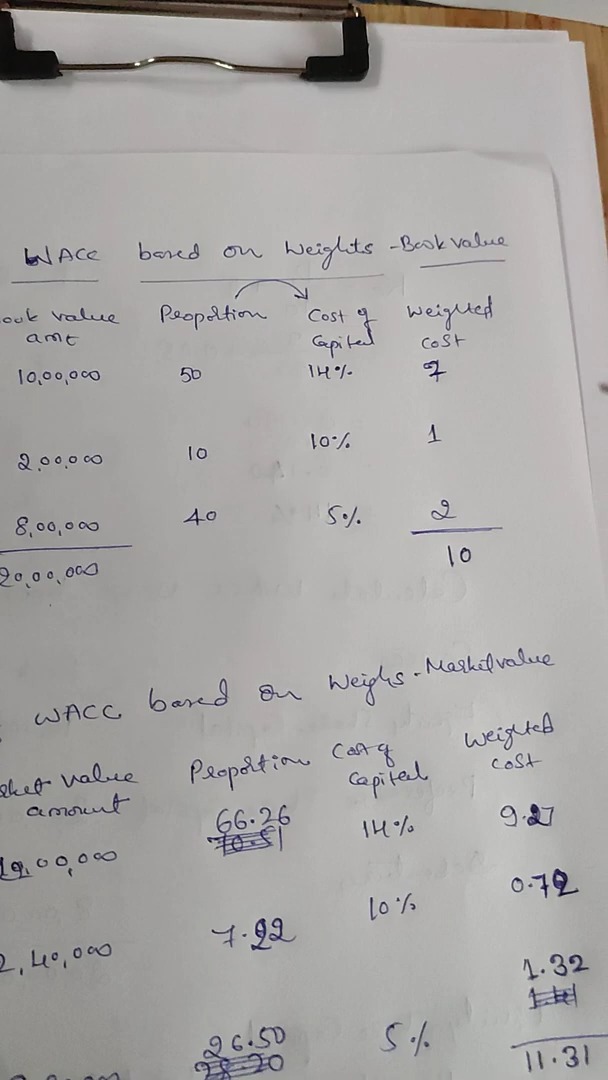 WACC based on Weights - Book value
ook value Proportion Cost of Weighted
amt Capital cost
10,00,000 50 14% 7
2,00,000 10 10% 1
8,00,000 40 5% 2
20,00,000 10
WACC based on Weighs - Market value
rket value Proportion Cost of Weighted
amount Capital cost
19,00,000 66.26 14% 9.27
2,40,000 7.22 10% 0.72
26.50 5% 1.32
11.31